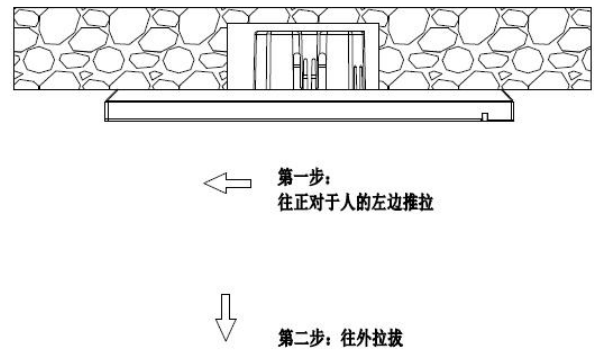 第一步：
往正对于人的左边推拉
第二步：往外拉拔